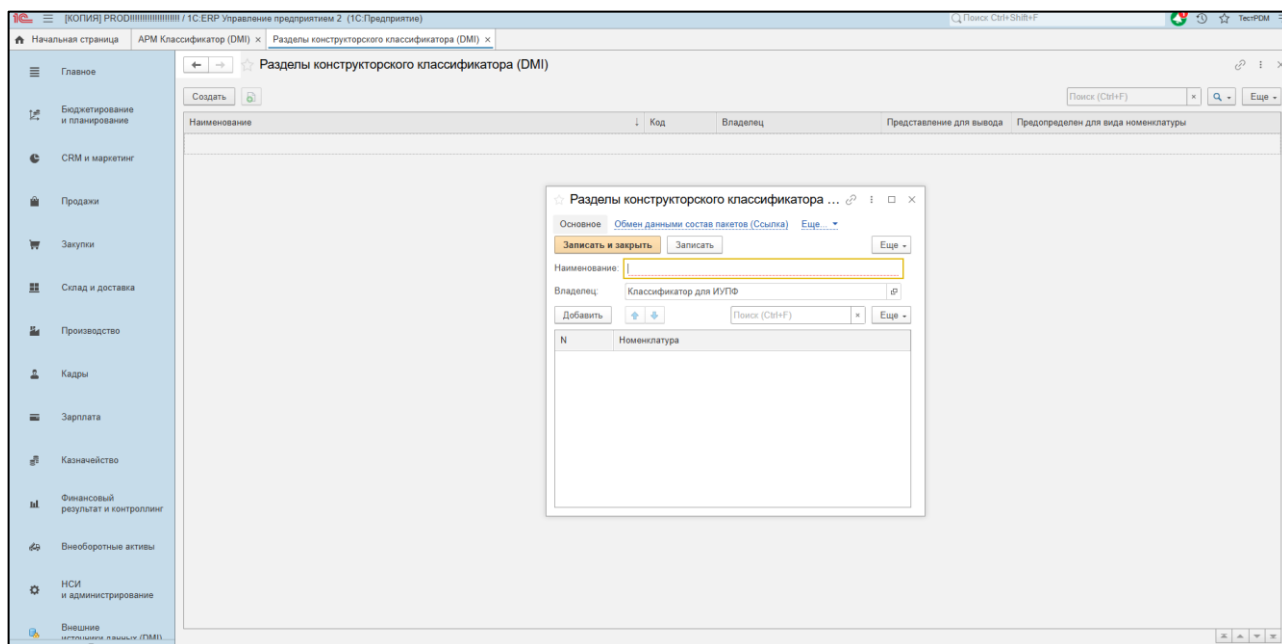 [КОПИЯ] PROD!!!!!!!!!!!!!!!!!!! / 1С:ERP Управление предприятием 2 (1С:Предприятие)
Поиск Ctrl+Shift+F
ТестPDM
Начальная страница
АРМ Классификатор (DMI) ×
Разделы конструкторского классификатора (DMI) ×
Главное
Бюджетирование
и планирование
CRM и маркетинг
Продажи
Закупки
Склад и доставка
Производство
Кадры
Зарплата
Казначейство
Финансовый
результат и контроллинг
Внеоборотные активы
НСИ
и администрирование
Внешние
источники данных (DMI)
Разделы конструкторского классификатора (DMI)
Создать
Поиск (Ctrl+F)
Еще
Наименование ↓ Код Владелец Представление для вывода Предопределен для вида номенклатуры
Разделы конструкторского классификатора ...
Основное Обмен данными состав пакетов (Ссылка) Еще...
Записать и закрыть Записать Еще
Наименование:
Владелец: Классификатор для ИУПФ
Добавить Поиск (Ctrl+F) × Еще
N Номенклатура